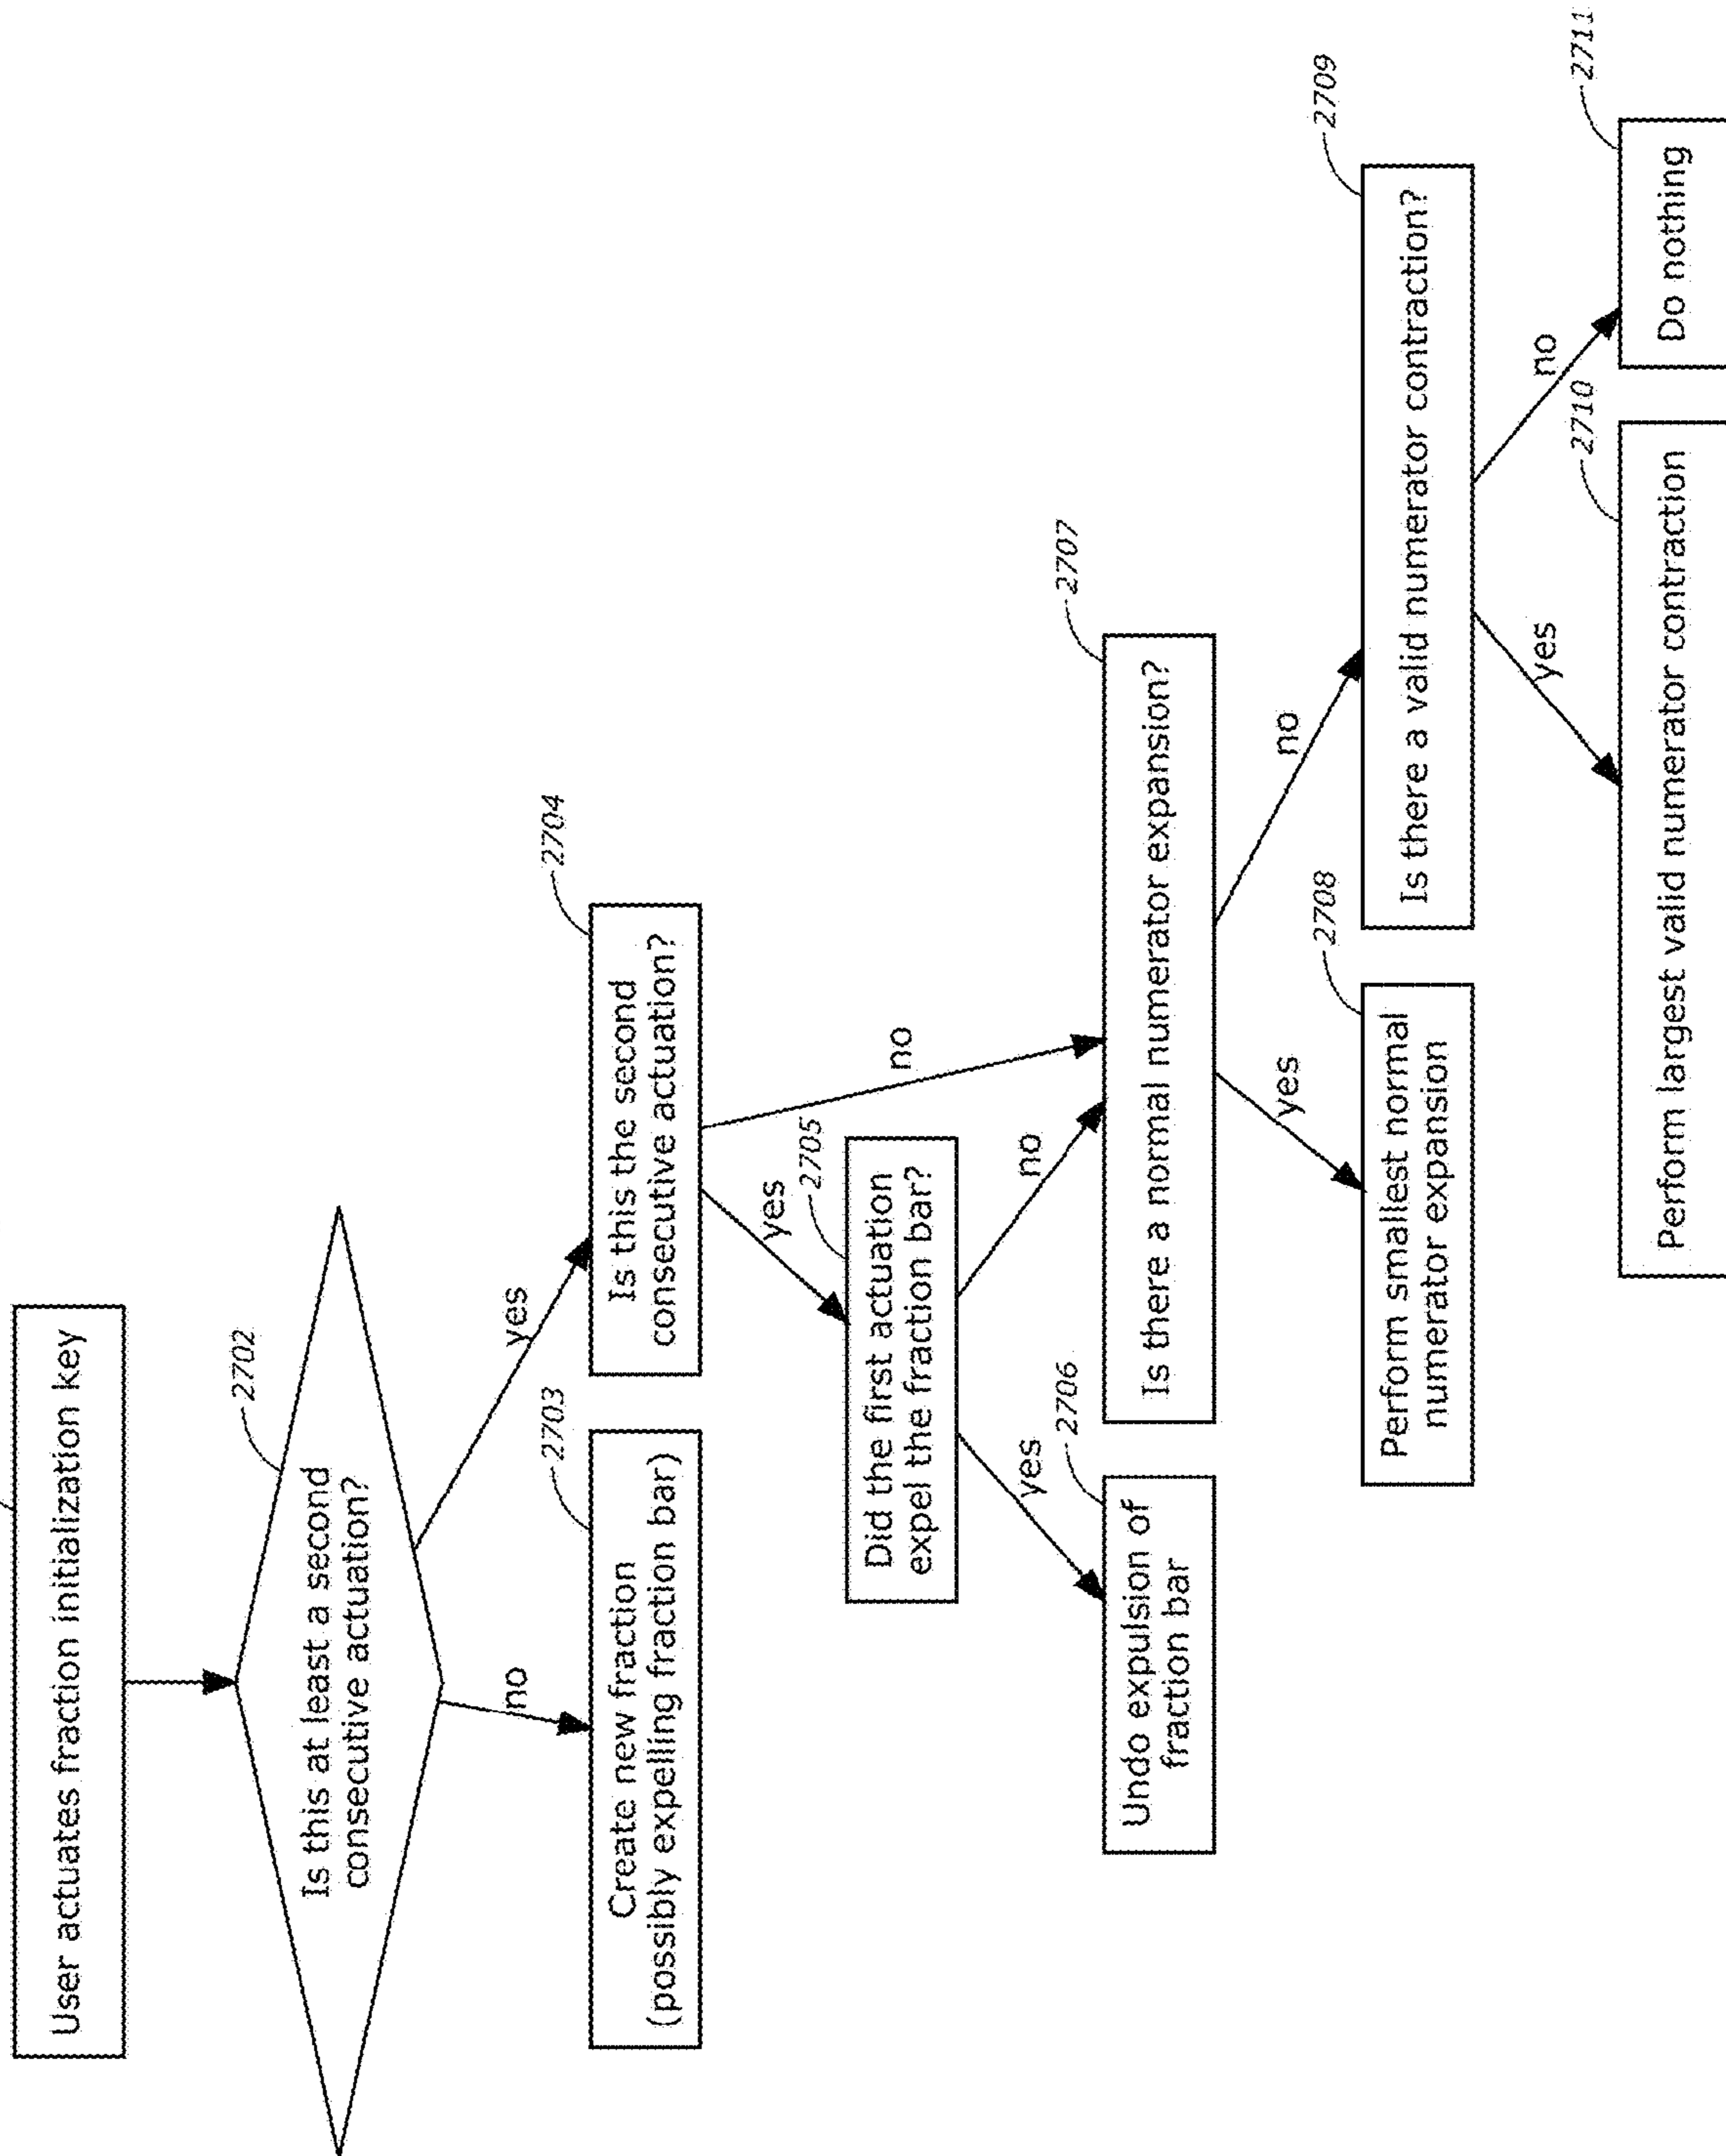 User actuates fraction initialization key
2702
Is this at least a second
consecutive actuation?
no
yes
2703
Create new fraction
(possibly expelling fraction bar)
2704
Is this the second
consecutive actuation?
yes
no
2705
Did the first actuation
expel the fraction bar?
yes
no
2706
Undo expulsion of
fraction bar
2707
Is there a normal numerator expansion?
yes
no
2708
Perform smallest normal
numerator expansion
2709
Is there a valid numerator contraction?
yes
no
2710
Perform largest valid numerator contraction
2711
Do nothing